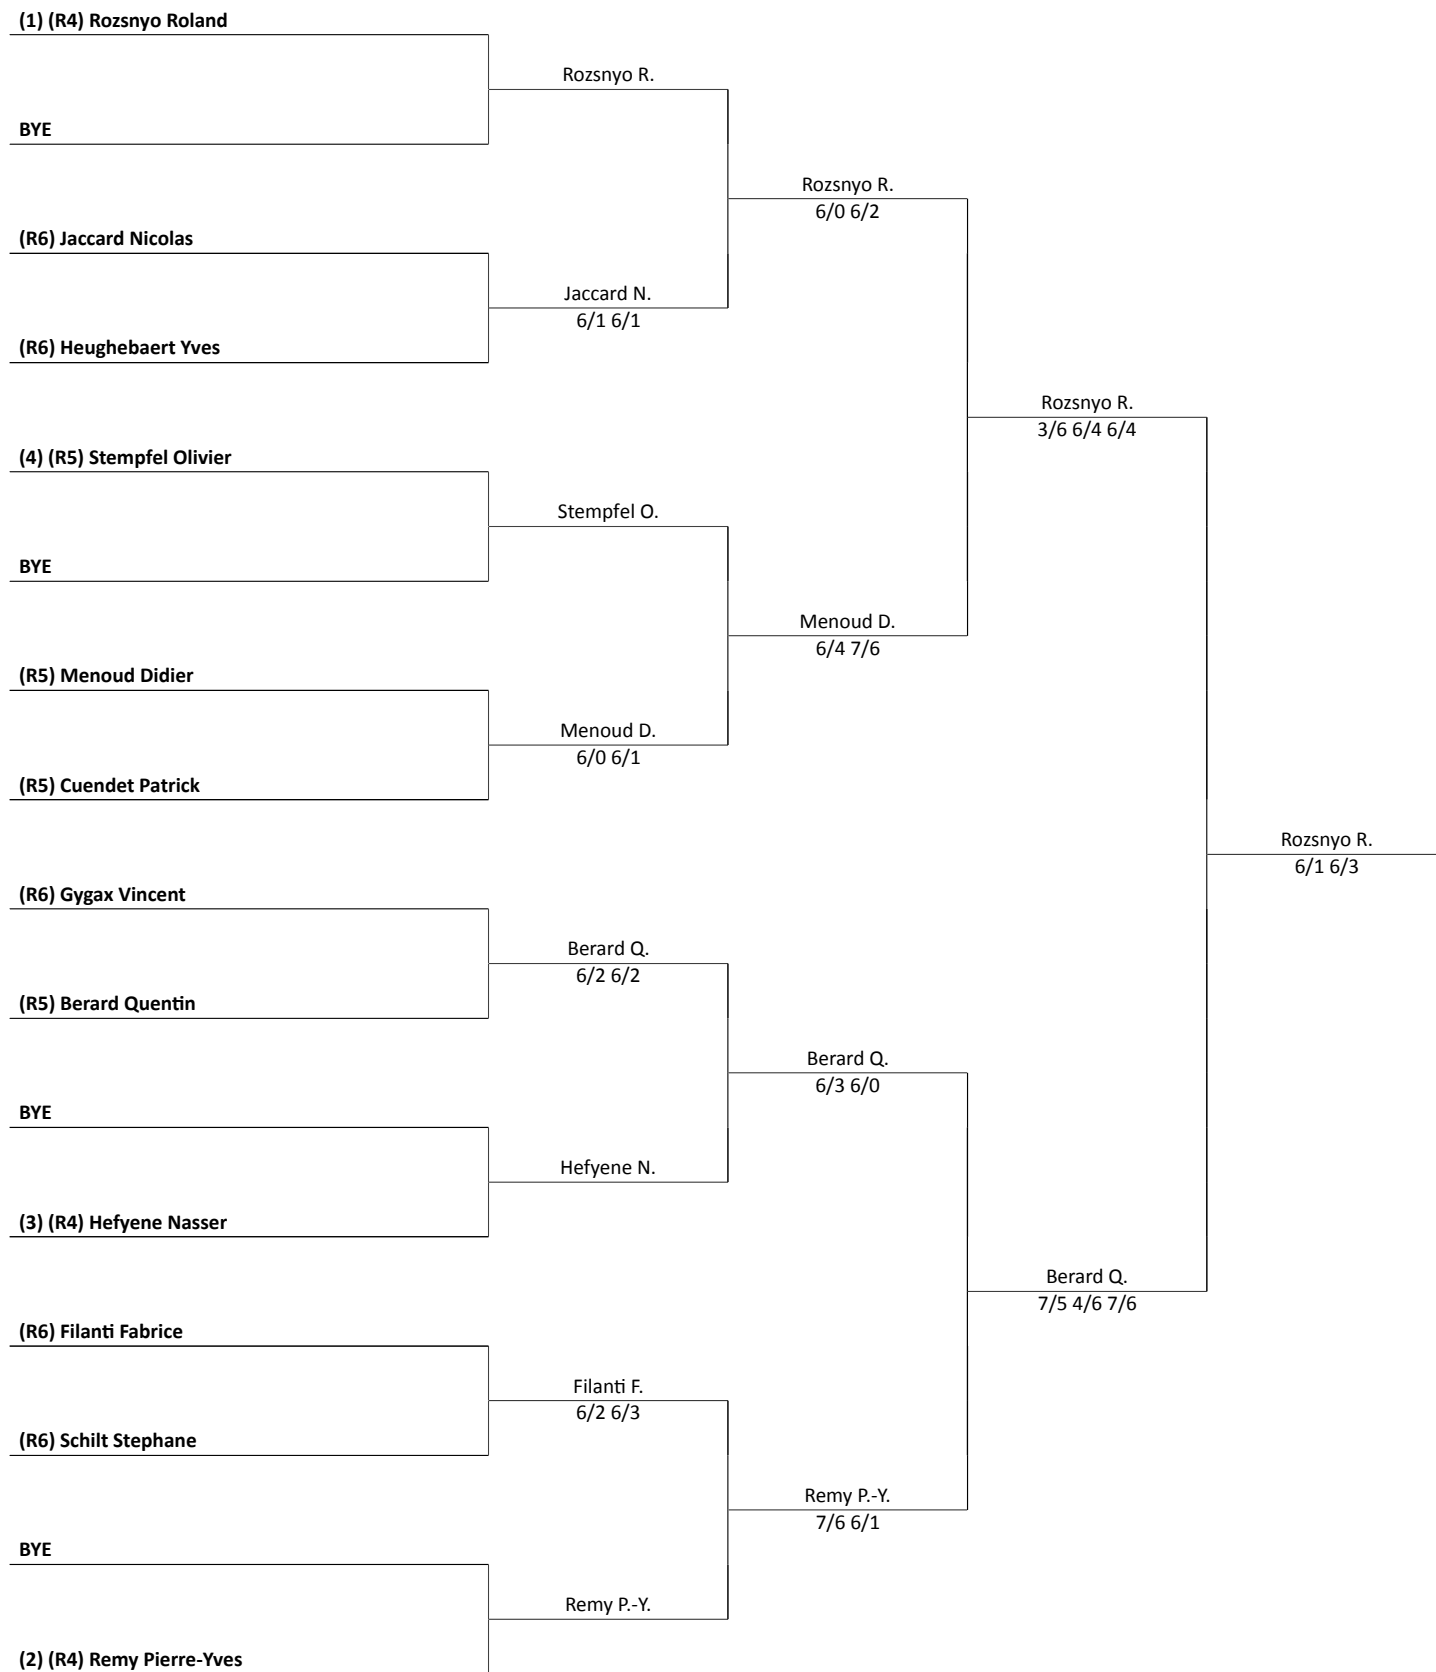 (1) (R4) Rozsnyo Roland
Rozsnyo R.
BYE
Rozsnyo R.
6/0 6/2
(R6) Jaccard Nicolas
Jaccard N.
6/1 6/1
(R6) Heughebaert Yves
Rozsnyo R.
3/6 6/4 6/4
(4) (R5) Stempfel Olivier
Stempfel O.
BYE
Menoud D.
6/4 7/6
(R5) Menoud Didier
Menoud D.
6/0 6/1
(R5) Cuendet Patrick
Rozsnyo R.
6/1 6/3
(R6) Gygax Vincent
Berard Q.
6/2 6/2
(R5) Berard Quentin
Berard Q.
6/3 6/0
BYE
Hefyene N.
(3) (R4) Hefyene Nasser
Berard Q.
7/5 4/6 7/6
(R6) Filanti Fabrice
Filanti F.
6/2 6/3
(R6) Schilt Stephane
Remy P.-Y.
7/6 6/1
BYE
Remy P.-Y.
(2) (R4) Remy Pierre-Yves